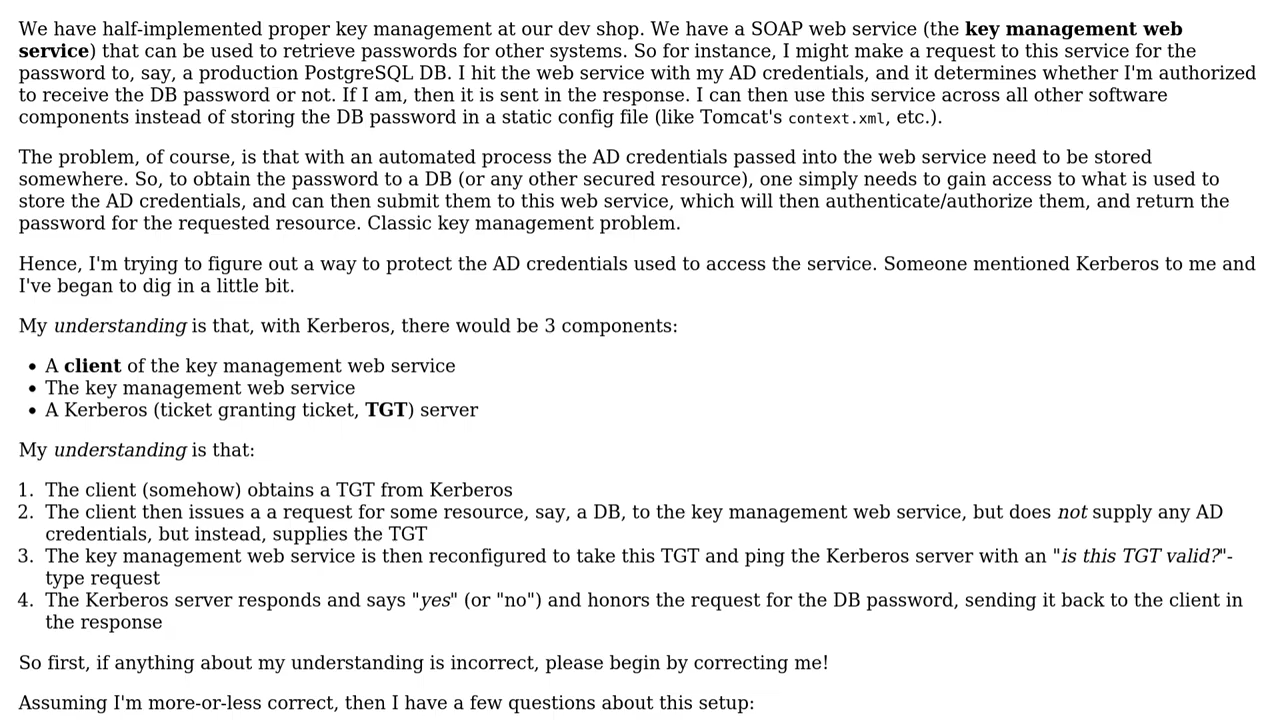 We have half-implemented proper key management at our dev shop. We have a SOAP web service (the key management web
service) that can be used to retrieve passwords for other systems. So for instance, I might make a request to this service for the
password to, say, a production PostgreSQL DB. I hit the web service with my AD credentials, and it determines whether I'm authorized
to receive the DB password or not. If I am, then it is sent in the response. I can then use this service across all other software
components instead of storing the DB password in a static config file (like Tomcat's context.xml, etc.).
The problem, of course, is that with an automated process the AD credentials passed into the web service need to be stored
somewhere. So, to obtain the password to a DB (or any other secured resource), one simply needs to gain access to what is used to
store the AD credentials, and can then submit them to this web service, which will then authenticate/authorize them, and return the
password for the requested resource. Classic key management problem.
Hence, I'm trying to figure out a way to protect the AD credentials used to access the service. Someone mentioned Kerberos to me and
I've began to dig in a little bit.
My understanding is that, with Kerberos, there would be 3 components:
• A client of the key management web service
• The key management web service
• A Kerberos (ticket granting ticket, TGT) server
My understanding is that:
1. The client (somehow) obtains a TGT from Kerberos
2. The client then issues a a request for some resource, say, a DB, to the key management web service, but does not supply any AD
credentials, but instead, supplies the TGT
3. The key management web service is then reconfigured to take this TGT and ping the Kerberos server with an "is this TGT valid?"-
type request
4. The Kerberos server responds and says "yes" (or "no") and honors the request for the DB password, sending it back to the client in
the response
So first, if anything about my understanding is incorrect, please begin by correcting me!
Assuming I'm more-or-less correct, then I have a few questions about this setup: